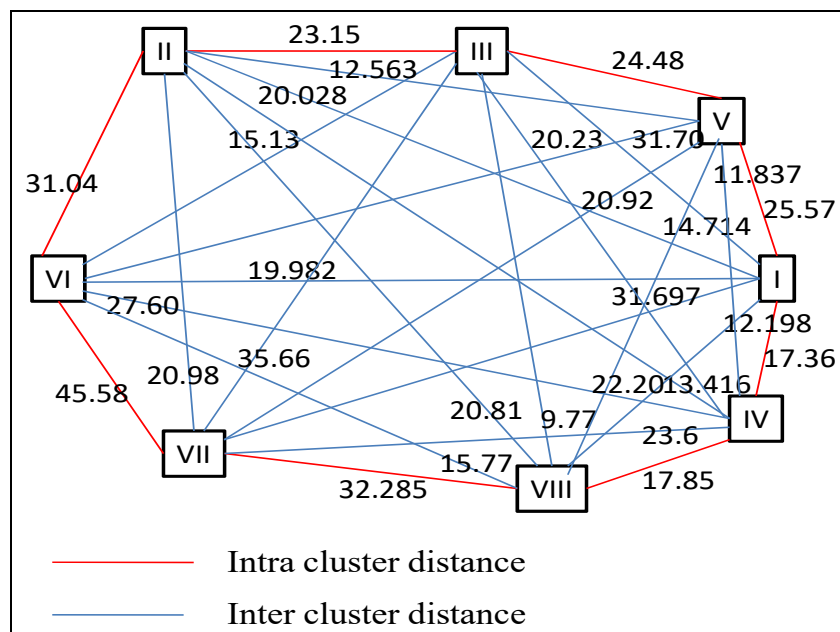 23.15
II
III
24.48
12.563
20.028
V
15.13
20.23
31.70
31.04
11.837
20.92
25.57
14.714
VI
19.982
I
27.60
31.697
12.198
35.66
17.36
20.98
45.58
22.20
13.416
20.81
9.77
IV
23.6
VII
15.77
32.285
VIII
17.85
Intra cluster distance
Inter cluster distance